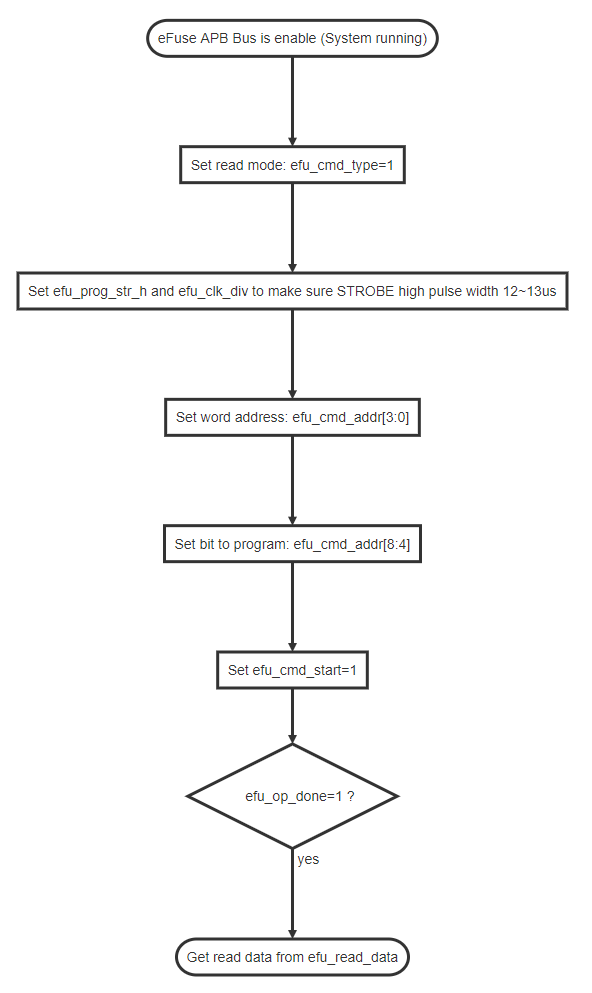 eFuse APB Bus is enable (System running)
Set read mode: efu_cmd_type=1
Set efu_prog_str_h and efu_clk_div to make sure STROBE high pulse width 12~13us
Set word address: efu_cmd_addr[3:0]
Set bit to program: efu_cmd_addr[8:4]
Set efu_cmd_start=1
efu_op_done=1 ?
yes
Get read data from efu_read_data